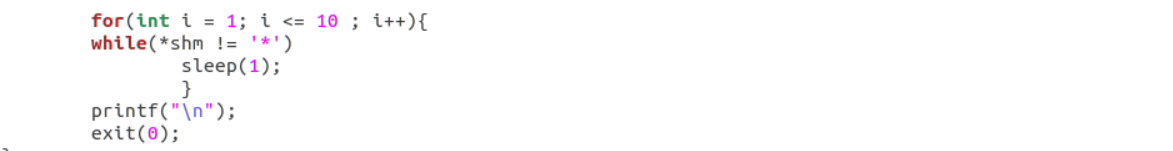 for(int i = 1; i <= 10 ; i++){
while(*shm != '*')
sleep(1);
}
printf("\n");
exit(0);